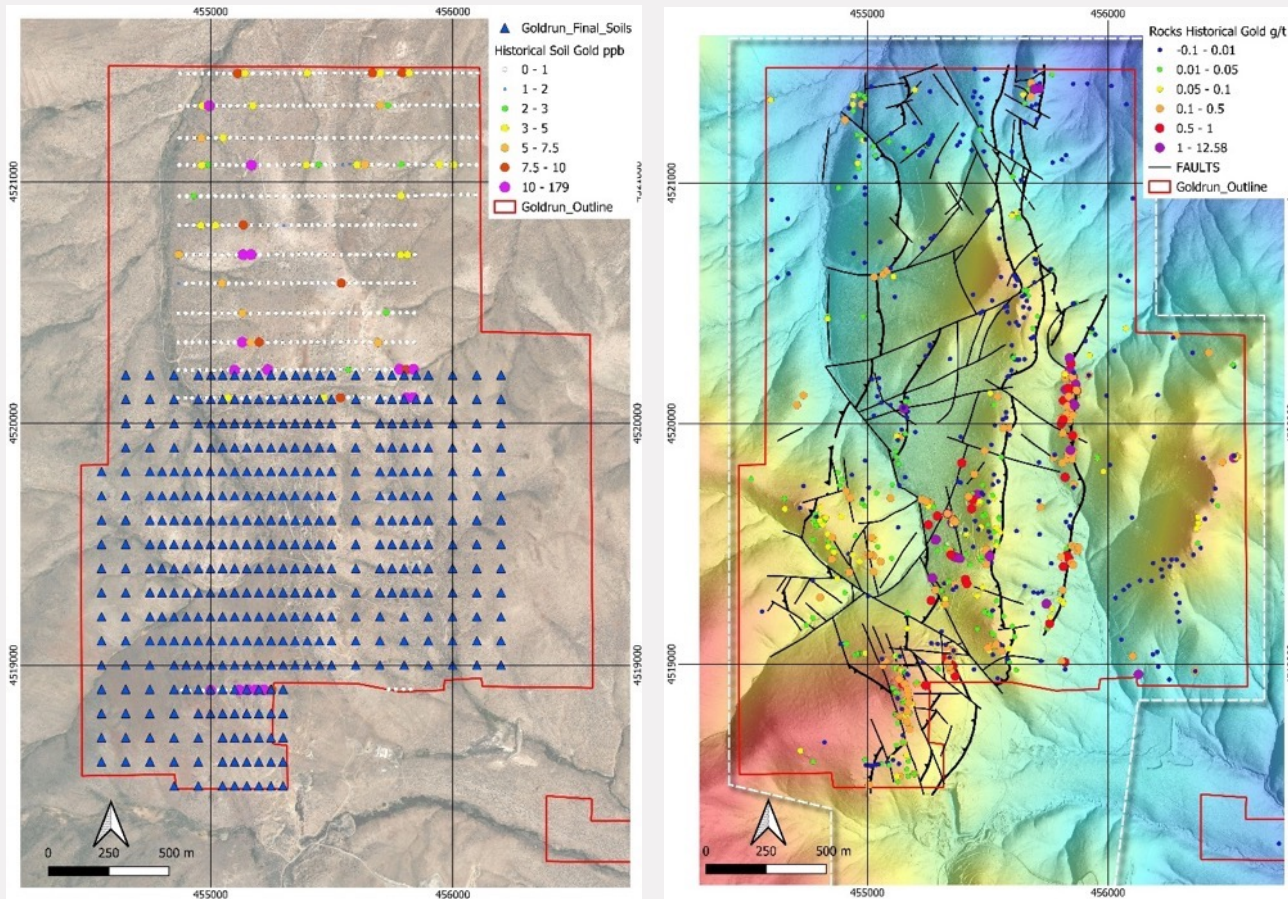 455000
456000
Goldrun_Final_Soils
Historical Soil Gold ppb
0 - 1
1 - 2
2 - 3
3 - 5
5 - 7.5
7.5 - 10
10 - 179
Goldrun_Outline
4521000
4521000
4520000
4520000
4519000
4519000
0
250
500 m
455000
456000
455000
456000
Rocks Historical Gold g/t
-0.1 - 0.01
0.01 - 0.05
0.05 - 0.1
0.1 - 0.5
0.5 - 1
1 - 12.58
FAULTS
Goldrun_Outline
4521000
4521000
4520000
4520000
4519000
4519000
0
250
500 m
455000
456000